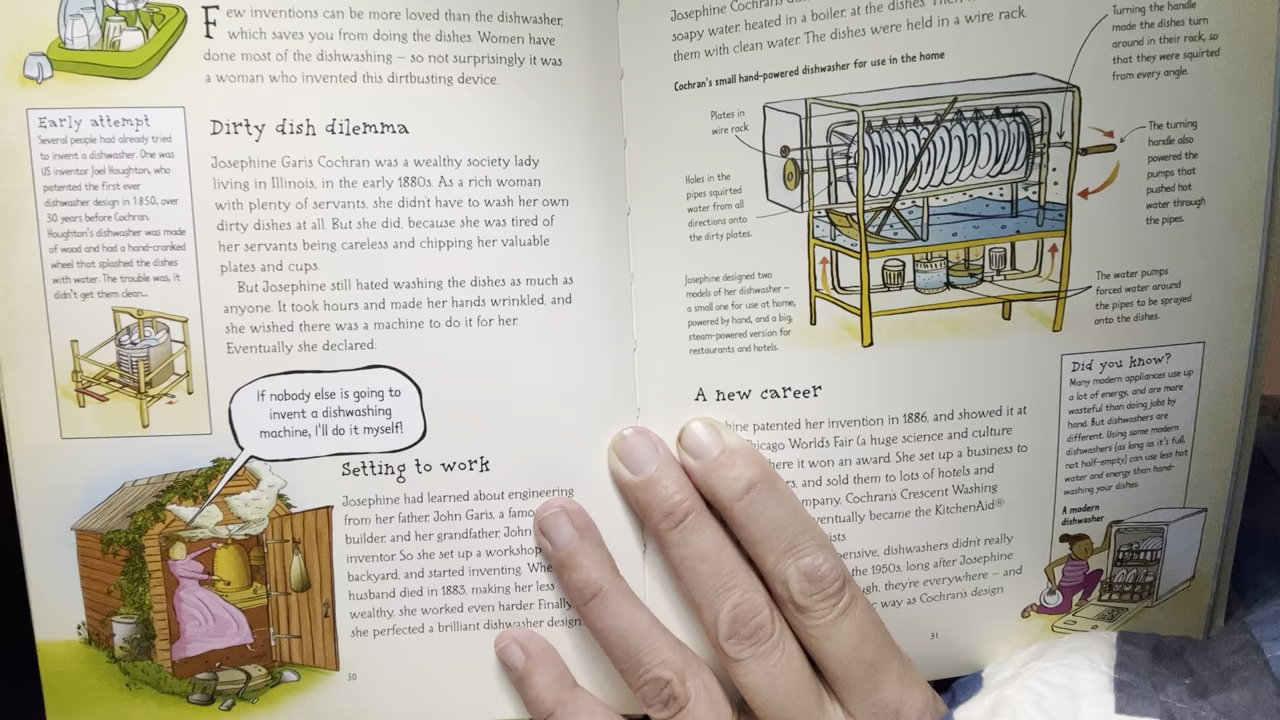 Few inventions can be more loved than the dishwasher,
which saves you from doing the dishes. Women have
done most of the dishwashing – so not surprisingly it was
a woman who invented this dirtbusting device.
Early attempt
Several people had already tried
to invent a dishwasher. One was
US inventor Joel Houghton, who
patented the first ever
dishwasher design in 1850, over
30 years before Cochran.
Houghton's dishwasher was made
of wood and had a hand-cranked
wheel that splashed the dishes
with water. The trouble was, it
didn't get them clean...
Dirty dish dilemma
Josephine Garis Cochran was a wealthy society lady
living in Illinois, in the early 1880s. As a rich woman
with plenty of servants, she didn't have to wash her own
dirty dishes at all. But she did, because she was tired of
her servants being careless and chipping her valuable
plates and cups.
But Josephine still hated washing the dishes as much as
anyone. It took hours and made her hands wrinkled, and
she wished there was a machine to do it for her.
Eventually she declared:
If nobody else is going to
invent a dishwashing
machine, I'll do it myself!
Setting to work
Josephine had learned about engineering
from her father, John Garis, a famo
builder, and her grandfather, John
inventor. So she set up a workshop
backyard, and started inventing. Whe
husband died in 1883, making her less
wealthy, she worked even harder. Finally
she perfected a brilliant dishwasher design.
30
Josephine Cochran's
soapy water, heated in a boiler, at the dishes. Then
them with clean water. The dishes were held in a wire rack.
Cochran's small hand-powered dishwasher for use in the home
Plates in
wire rack
Holes in the
pipes squirted
water from all
directions onto
the dirty plates.
Josephine designed two
models of her dishwasher –
a small one for use at home,
powered by hand, and a big,
steam-powered version for
restaurants and hotels.
Turning the handle
made the dishes turn
around in their rack, so
that they were squirted
from every angle.
The turning
handle also
powered the
pumps that
pushed hot
water through
the pipes.
The water pumps
forced water around
the pipes to be sprayed
onto the dishes.
A new career
hine patented her invention in 1886, and showed it at
hicago World's Fair (a huge science and culture
here it won an award. She set up a business to
rs, and sold them to lots of hotels and
mpany, Cochran's Crescent Washing
ventually became the KitchenAid®
ists.
pensive, dishwashers didn't really
the 1950s, long after Josephine
gh, they're everywhere – and
way as Cochran's design
31
Did you know?
Many modern appliances use up
a lot of energy, and are more
wasteful than doing jobs by
hand. But dishwashers are
different. Using some modern
dishwashers (as long as it's full,
not half-empty) can use less hot
water and energy than hand-
washing your dishes.
A modern
dishwasher